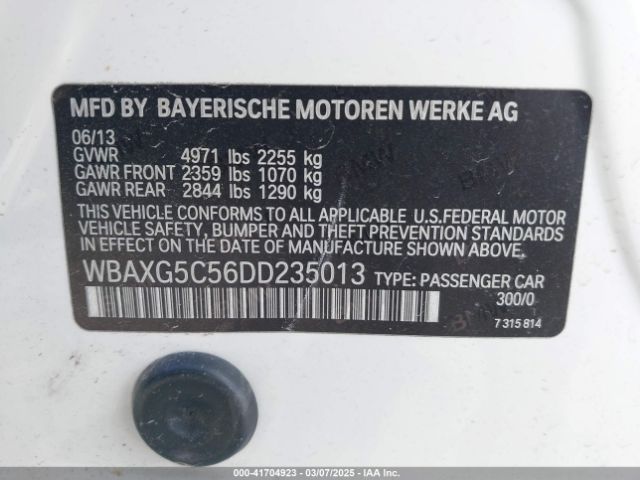 MFD BY BAYERISCHE MOTOREN WERKE AG
06/13
GVWR 4971 lbs 2255 kg
GAWR FRONT 2359 lbs 1070 kg
GAWR REAR 2844 lbs 1290 kg
THIS VEHICLE CONFORMS TO ALL APPLICABLE U.S.FEDERAL MOTOR
VEHICLE SAFETY, BUMPER AND THEFT PREVENTION STANDARDS
IN EFFECT ON THE DATE OF MANUFACTURE SHOWN ABOVE.
WBAXG5C56DD235013 TYPE: PASSENGER CAR
300/0
7 315 814
000-41704923 — 03/07/2025 — IAA, Inc.